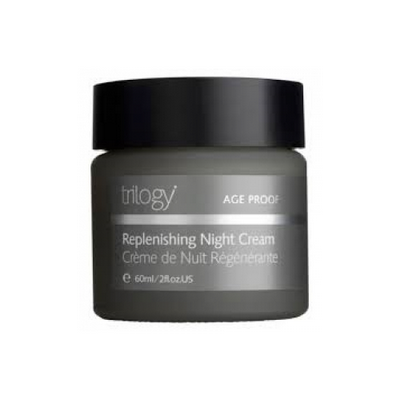 trilogy
AGE PROOF
Replenishing Night Cream
Crème de Nuit Régénérante
℮ 60ml/2fl.oz.US